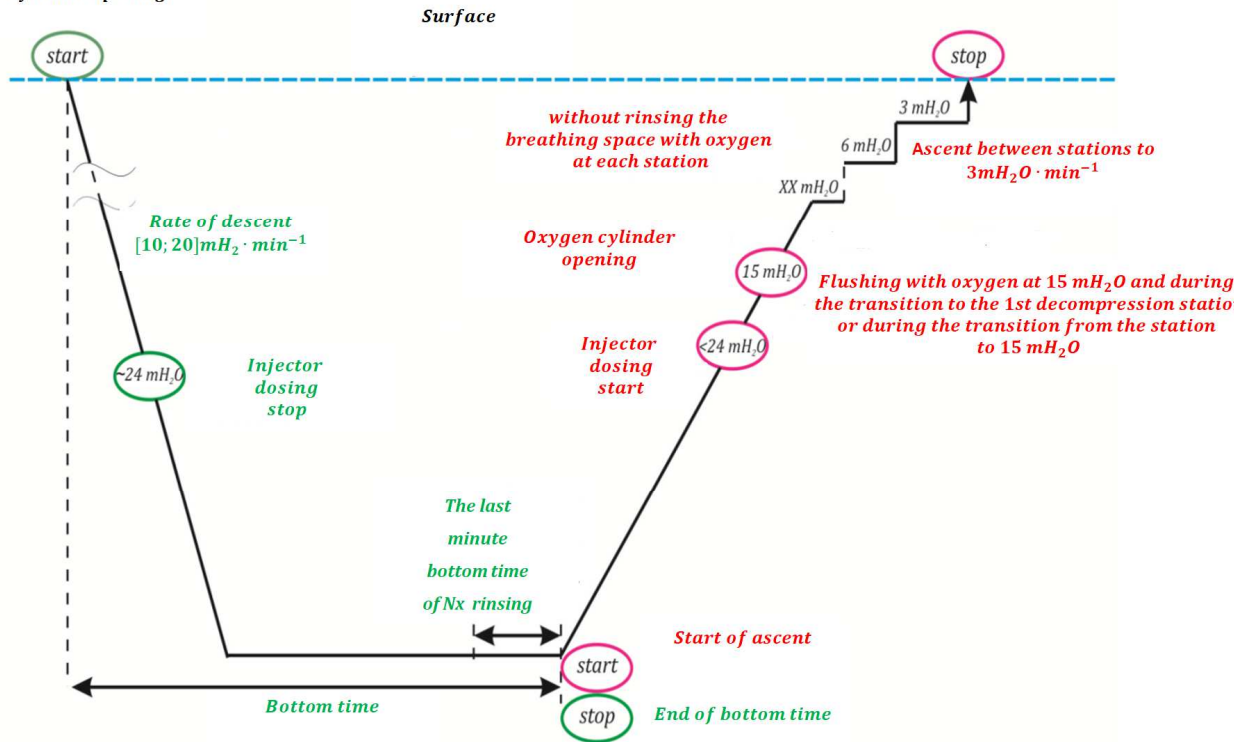 Surface
start
stop
3 mH₂O
without rinsing the
breathing space with oxygen
at each station
6 mH₂O
Ascent between stations to
3mH₂O · min⁻¹
XX mH₂O
Rate of descent
[10; 20]mH₂ · min⁻¹
Oxygen cylinder
opening
15 mH₂O
Flushing with oxygen at 15 mH₂O and during
the transition to the 1st decompression stati
or during the transition from the station
to 15 mH₂O
Injector
dosing
start
<24 mH₂O
~24 mH₂O
Injector
dosing
stop
The last
minute
bottom time
of Nx rinsing
Start of ascent
start
Bottom time
stop
End of bottom time